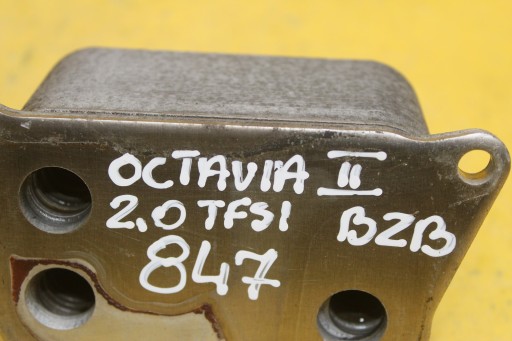 OCTAVIA II
2.0 TFSI BZB
847